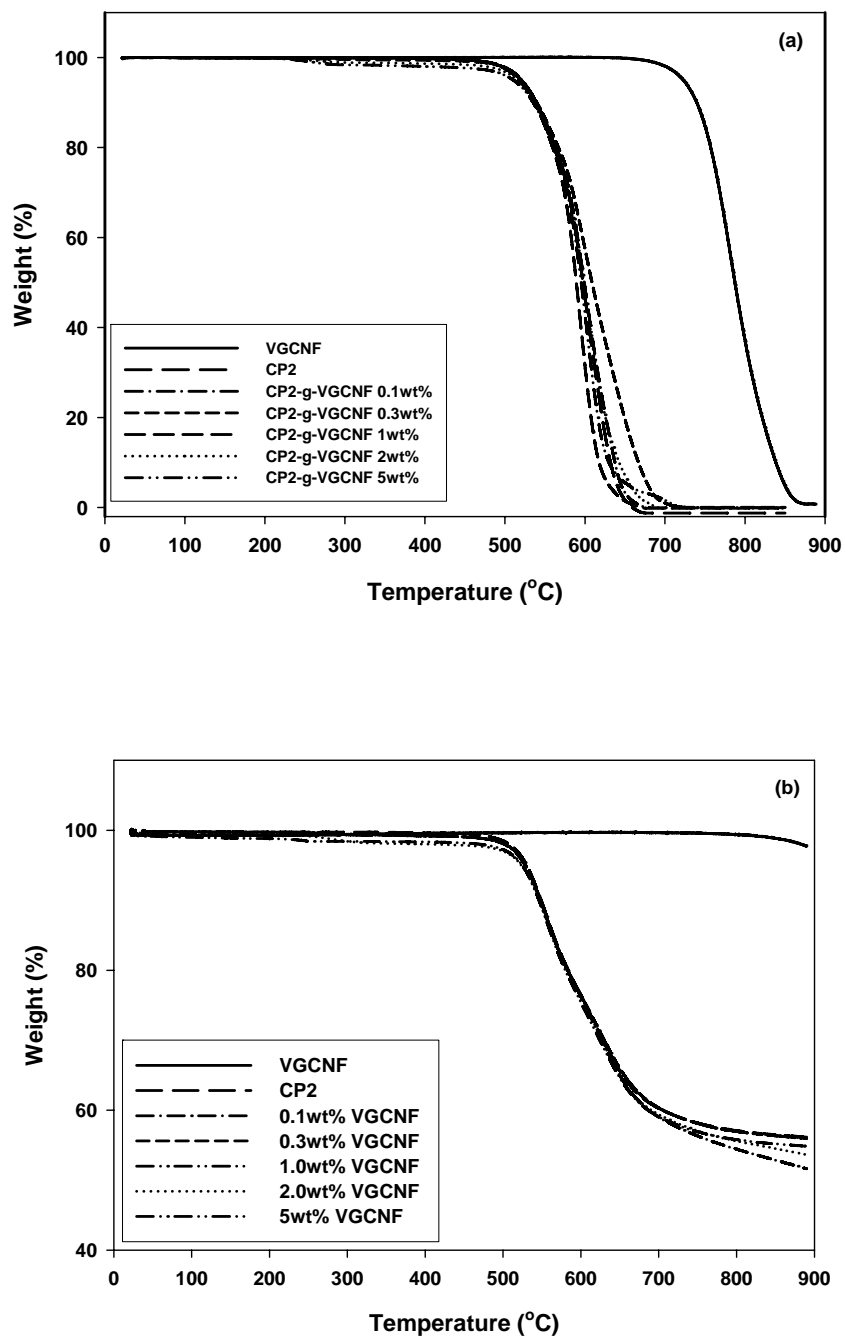 (a)
100
80
60
40
20
0
Weight (%)
VGCNF
CP2
CP2-g-VGCNF 0.1wt%
CP2-g-VGCNF 0.3wt%
CP2-g-VGCNF 1wt%
CP2-g-VGCNF 2wt%
CP2-g-VGCNF 5wt%
0 100 200 300 400 500 600 700 800 900
Temperature (°C)
(b)
100
80
60
40
Weight (%)
VGCNF
CP2
0.1wt% VGCNF
0.3wt% VGCNF
1.0wt% VGCNF
2.0wt% VGCNF
5wt% VGCNF
0 100 200 300 400 500 600 700 800 900
Temperature (°C)